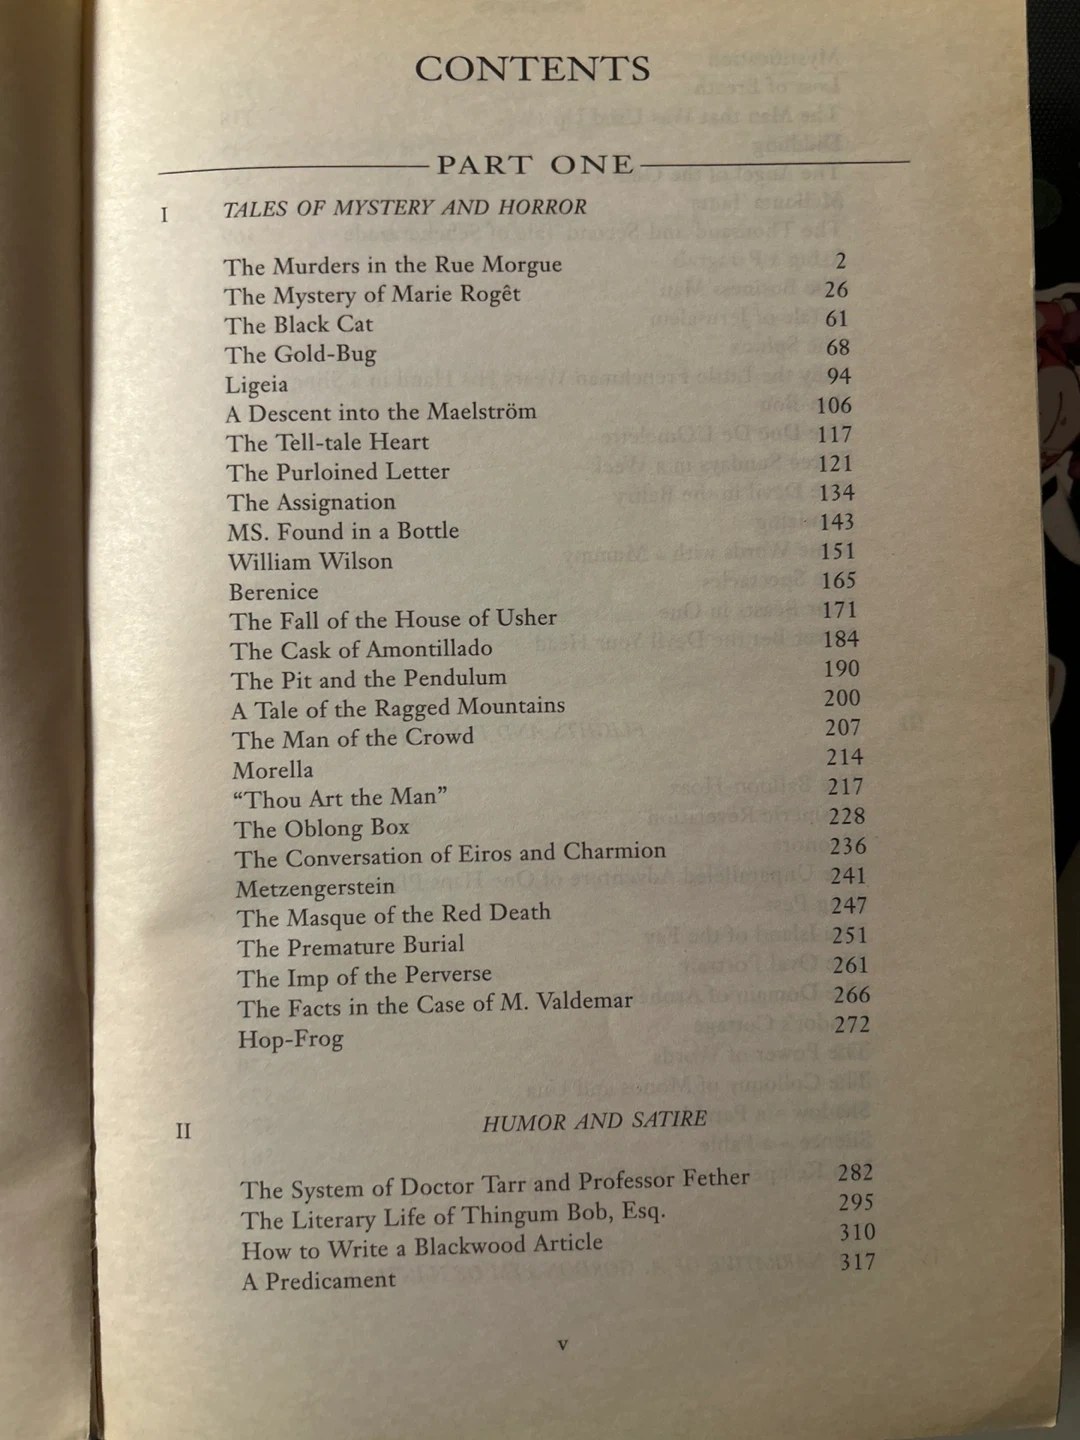 CONTENTS
PART ONE
I TALES OF MYSTERY AND HORROR
The Murders in the Rue Morgue 2
The Mystery of Marie Rogêt 26
The Black Cat 61
The Gold-Bug 68
Ligeia 94
A Descent into the Maelström 106
The Tell-tale Heart 117
The Purloined Letter 121
The Assignation 134
MS. Found in a Bottle 143
William Wilson 151
Berenice 165
The Fall of the House of Usher 171
The Cask of Amontillado 184
The Pit and the Pendulum 190
A Tale of the Ragged Mountains 200
The Man of the Crowd 207
Morella 214
“Thou Art the Man” 217
The Oblong Box 228
The Conversation of Eiros and Charmion 236
Metzengerstein 241
The Masque of the Red Death 247
The Premature Burial 251
The Imp of the Perverse 261
The Facts in the Case of M. Valdemar 266
Hop-Frog 272
II HUMOR AND SATIRE
The System of Doctor Tarr and Professor Fether 282
The Literary Life of Thingum Bob, Esq. 295
How to Write a Blackwood Article 310
A Predicament 317
v